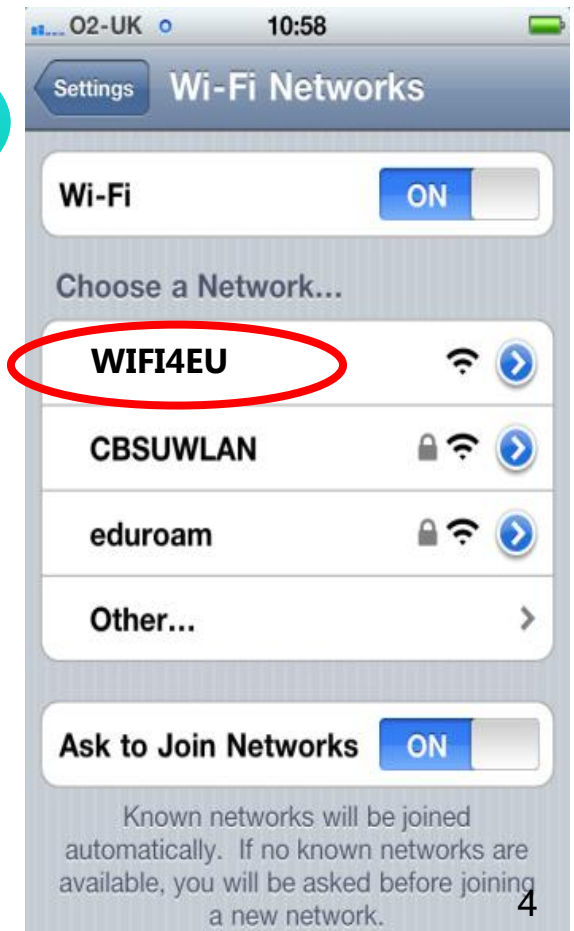 O2-UK 10:58
Settings Wi-Fi Networks
Wi-Fi ON
Choose a Network...
WIFI4EU
CBSUWLAN
eduroam
Other...
Ask to Join Networks ON
Known networks will be joined
automatically. If no known networks are
available, you will be asked before joining
a new network.
4